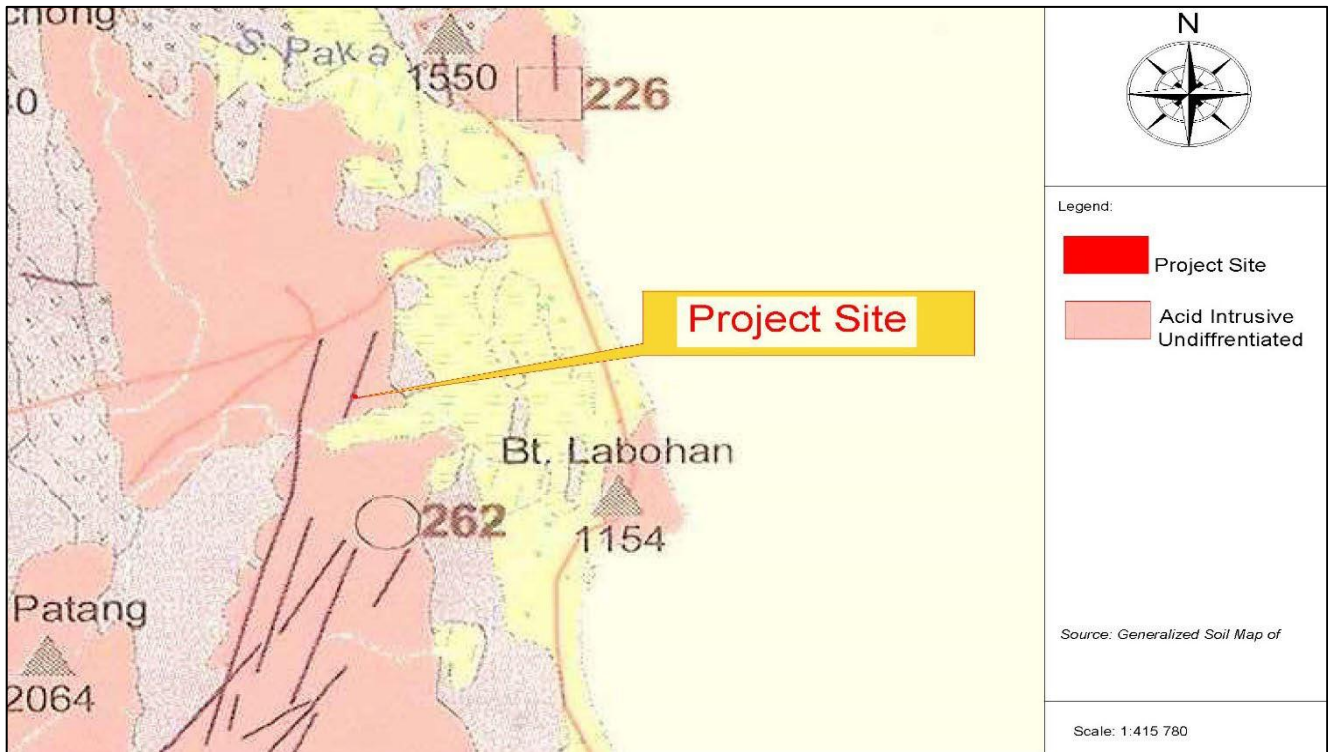 chong
S. Paka
1550
226
0
Project Site
Bt. Labohan
1154
262
Patang
2064
N
Legend:
Project Site
Acid Intrusive
Undiffrentiated
Source: Generalized Soil Map of
Scale: 1:415 780